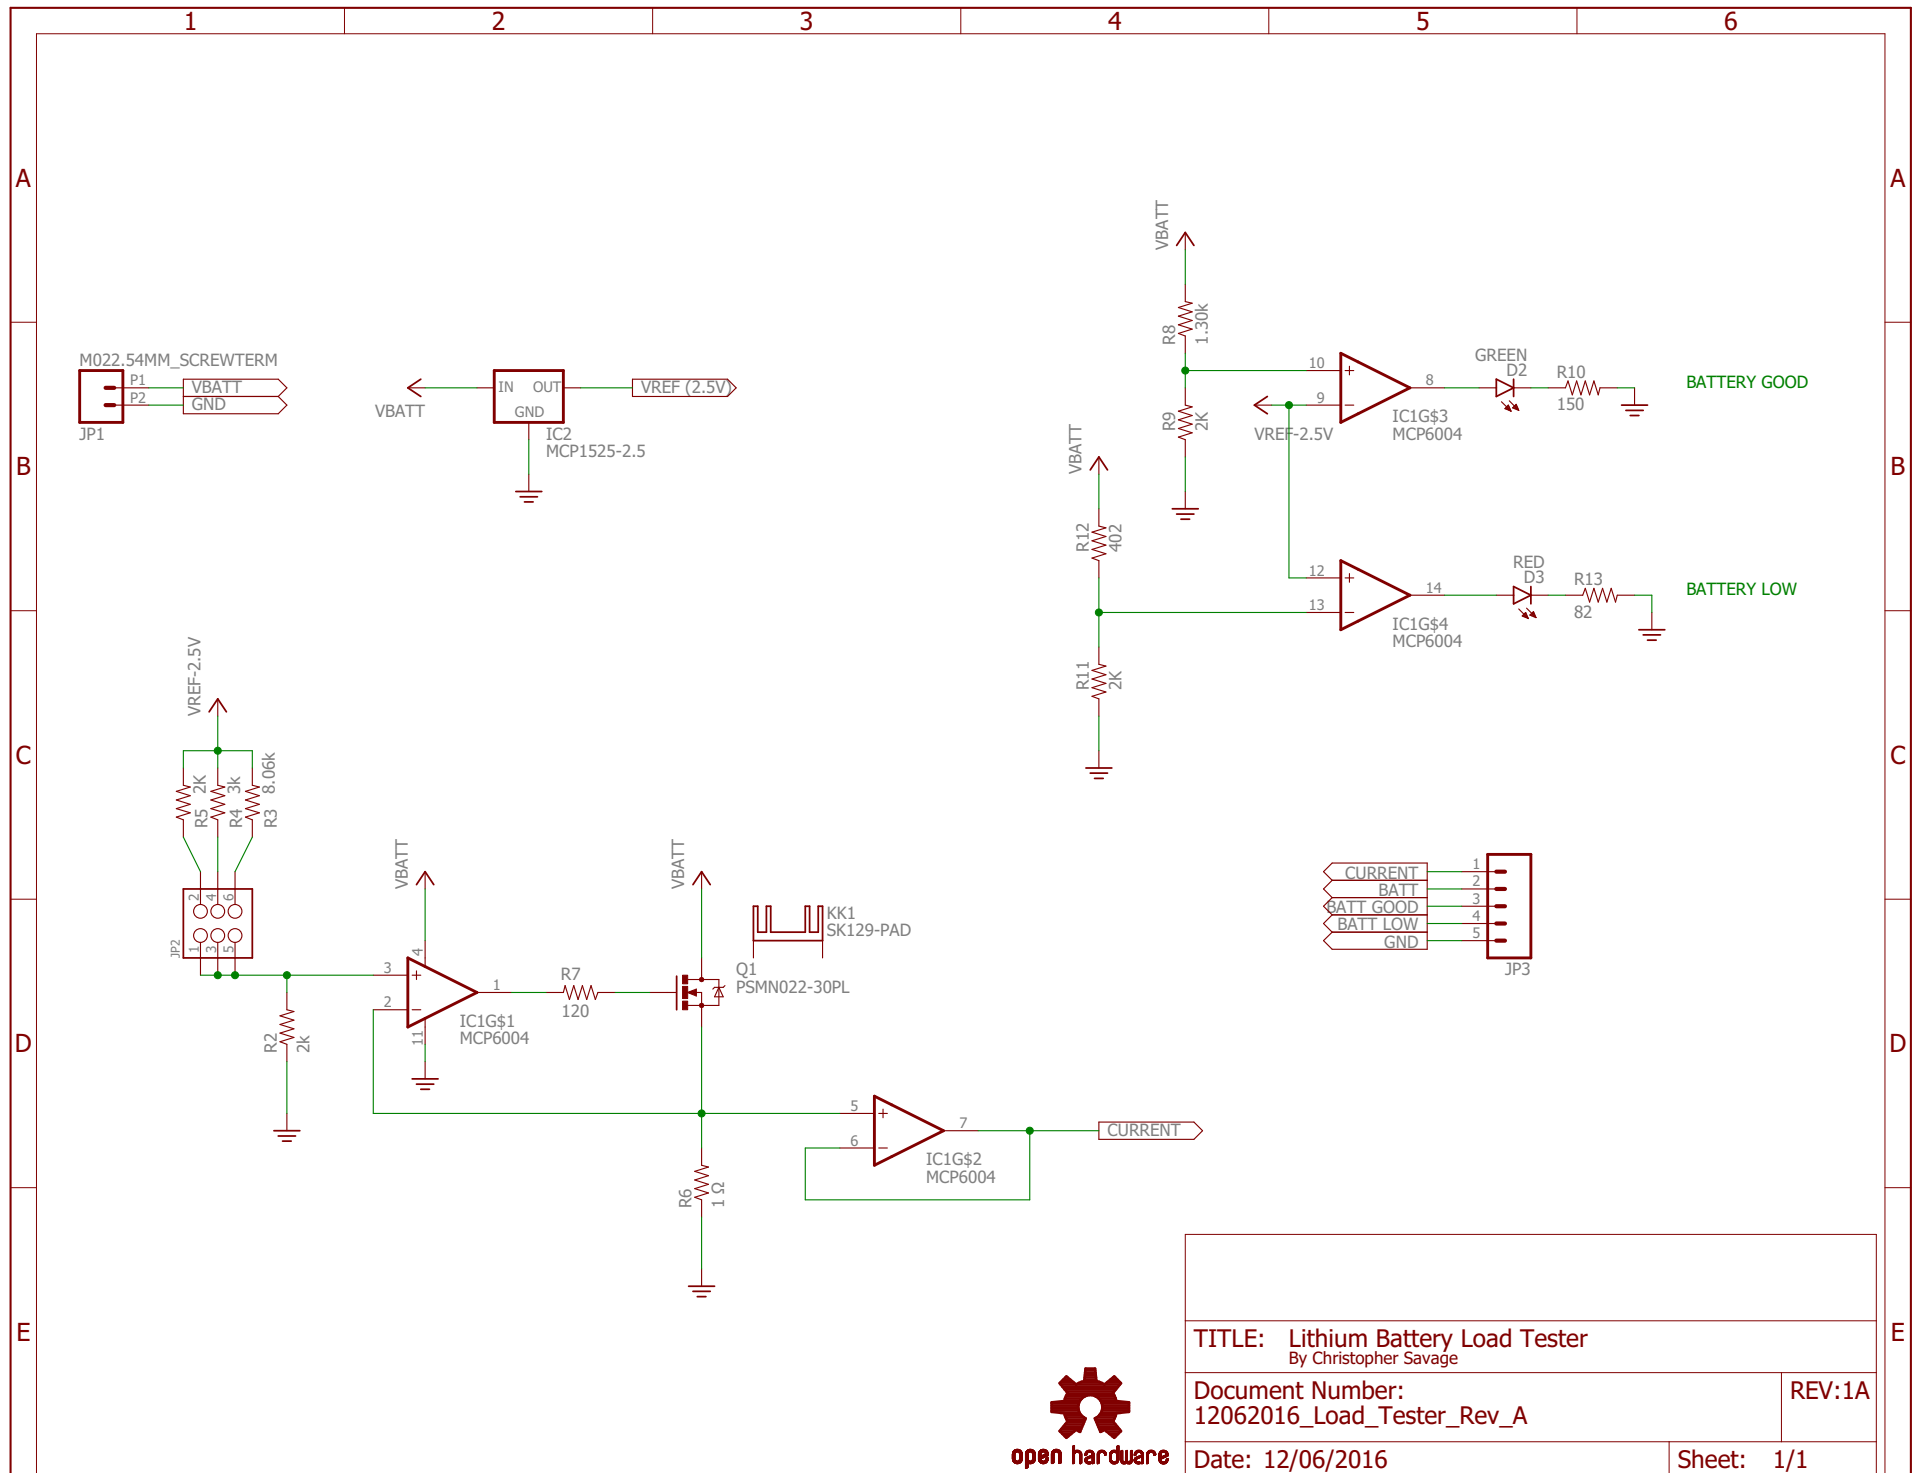 1 2 3 4 5 6
A
A
VBATT
R8
1.30k
M022.54MM_SCREWTERM
P1
VBATT
P2
GND
JP1
VBATT
IN OUT
GND
VREF (2.5V)
IC2
MCP1525-2.5
R9
2K
10
9
8
VREF-2.5V
IC1G$3
MCP6004
GREEN
D2
R10
150
BATTERY GOOD
B
B
VBATT
R12
402
12
13
14
IC1G$4
MCP6004
RED
D3
R13
82
BATTERY LOW
R11
2K
VREF-2.5V
C
C
R5
2K
R4
3k
R3
8.06k
2 4 6
1 3 5
JP2
VBATT
VBATT
KK1
SK129-PAD
CURRENT 1
BATT 2
BATT GOOD 3
BATT LOW 4
GND 5
JP3
3
2
4
11
1
R7
120
Q1
PSMN022-30PL
IC1G$1
MCP6004
D
D
R2
2k
5
6
7
CURRENT
IC1G$2
MCP6004
R6
1 Ω
E
E
TITLE: Lithium Battery Load Tester
By Christopher Savage
Document Number:
12062016_Load_Tester_Rev_A
REV:1A
open hardware
Date: 12/06/2016
Sheet: 1/1